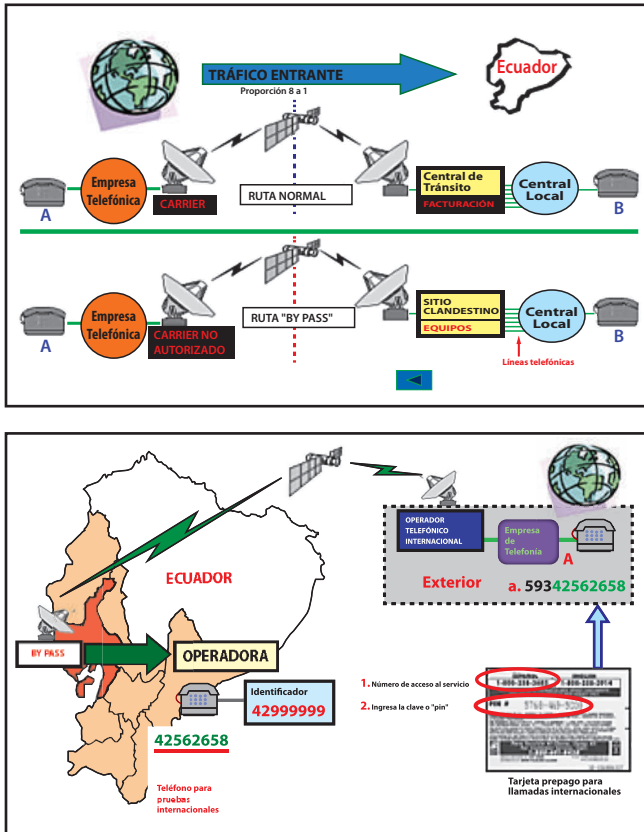 TRÁFICO ENTRANTE
Proporción 8 a 1
Ecuador
Empresa
Telefónica
A
CARRIER
RUTA NORMAL
Central de
Tránsito
FACTURACIÓN
Central
Local
B
Empresa
Telefónica
A
CARRIER NO
AUTORIZADO
RUTA "BY PASS"
SITIO
CLANDESTINO
EQUIPOS
Central
Local
B
Líneas telefónicas
ECUADOR
BY PASS
OPERADORA
Identificador
42999999
42562658
Teléfono para
pruebas
internacionales
OPERADOR
TELEFÓNICO
INTERNACIONAL
Empresa
de
Telefonía
A
Exterior
a. 59342562658
1. Número de acceso al servicio
2. Ingresa la clave o "pin"
PIN #
Tarjeta prepago para
llamadas internacionales